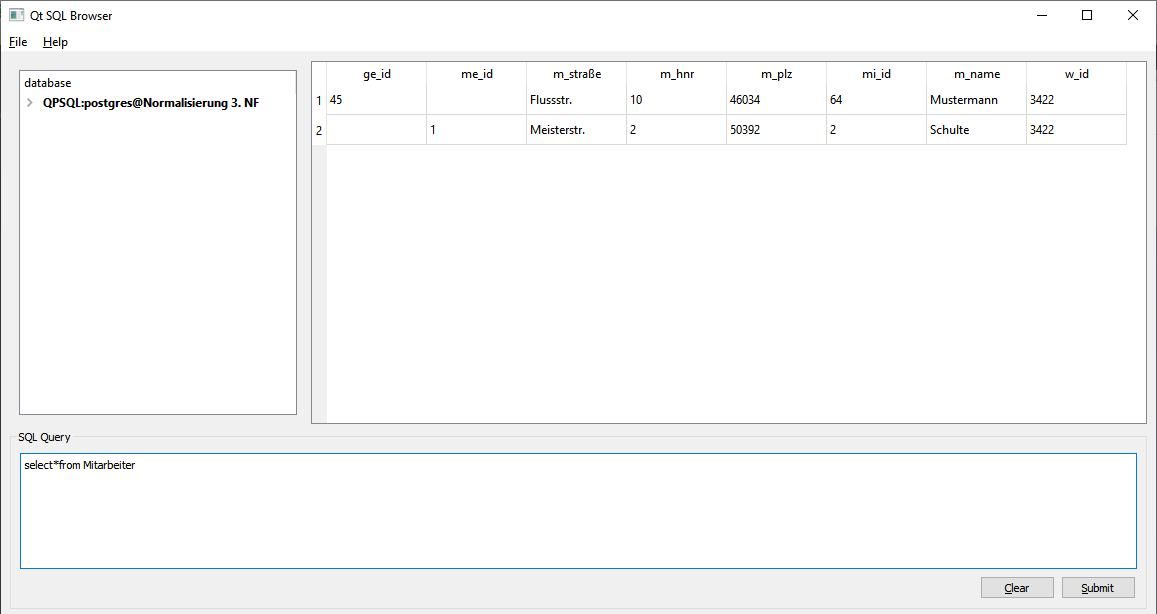 Qt SQL Browser
File Help
database
QPSQL:postgres@Normalisierung 3. NF
ge_id me_id m_straße m_hnr m_plz mi_id m_name w_id
1 45 Flussstr. 10 46034 64 Mustermann 3422
2 1 Meisterstr. 2 50392 2 Schulte 3422
SQL Query
select*from Mitarbeiter
Clear Submit